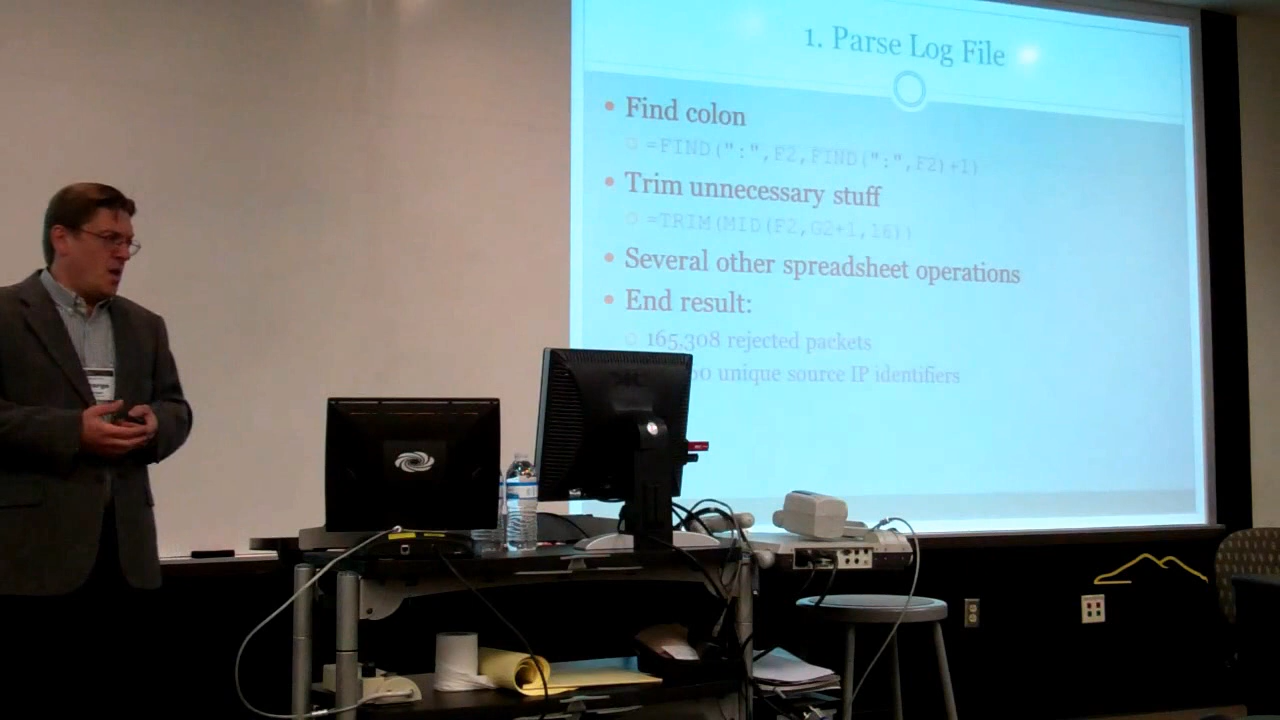 1. Parse Log File
Find colon
=FIND(":",F2,FIND(":",F2)+1)
Trim unnecessary stuff
=TRIM(MID(F2,G2+1,16))
Several other spreadsheet operations
End result:
165,308 rejected packets
unique source IP identifiers